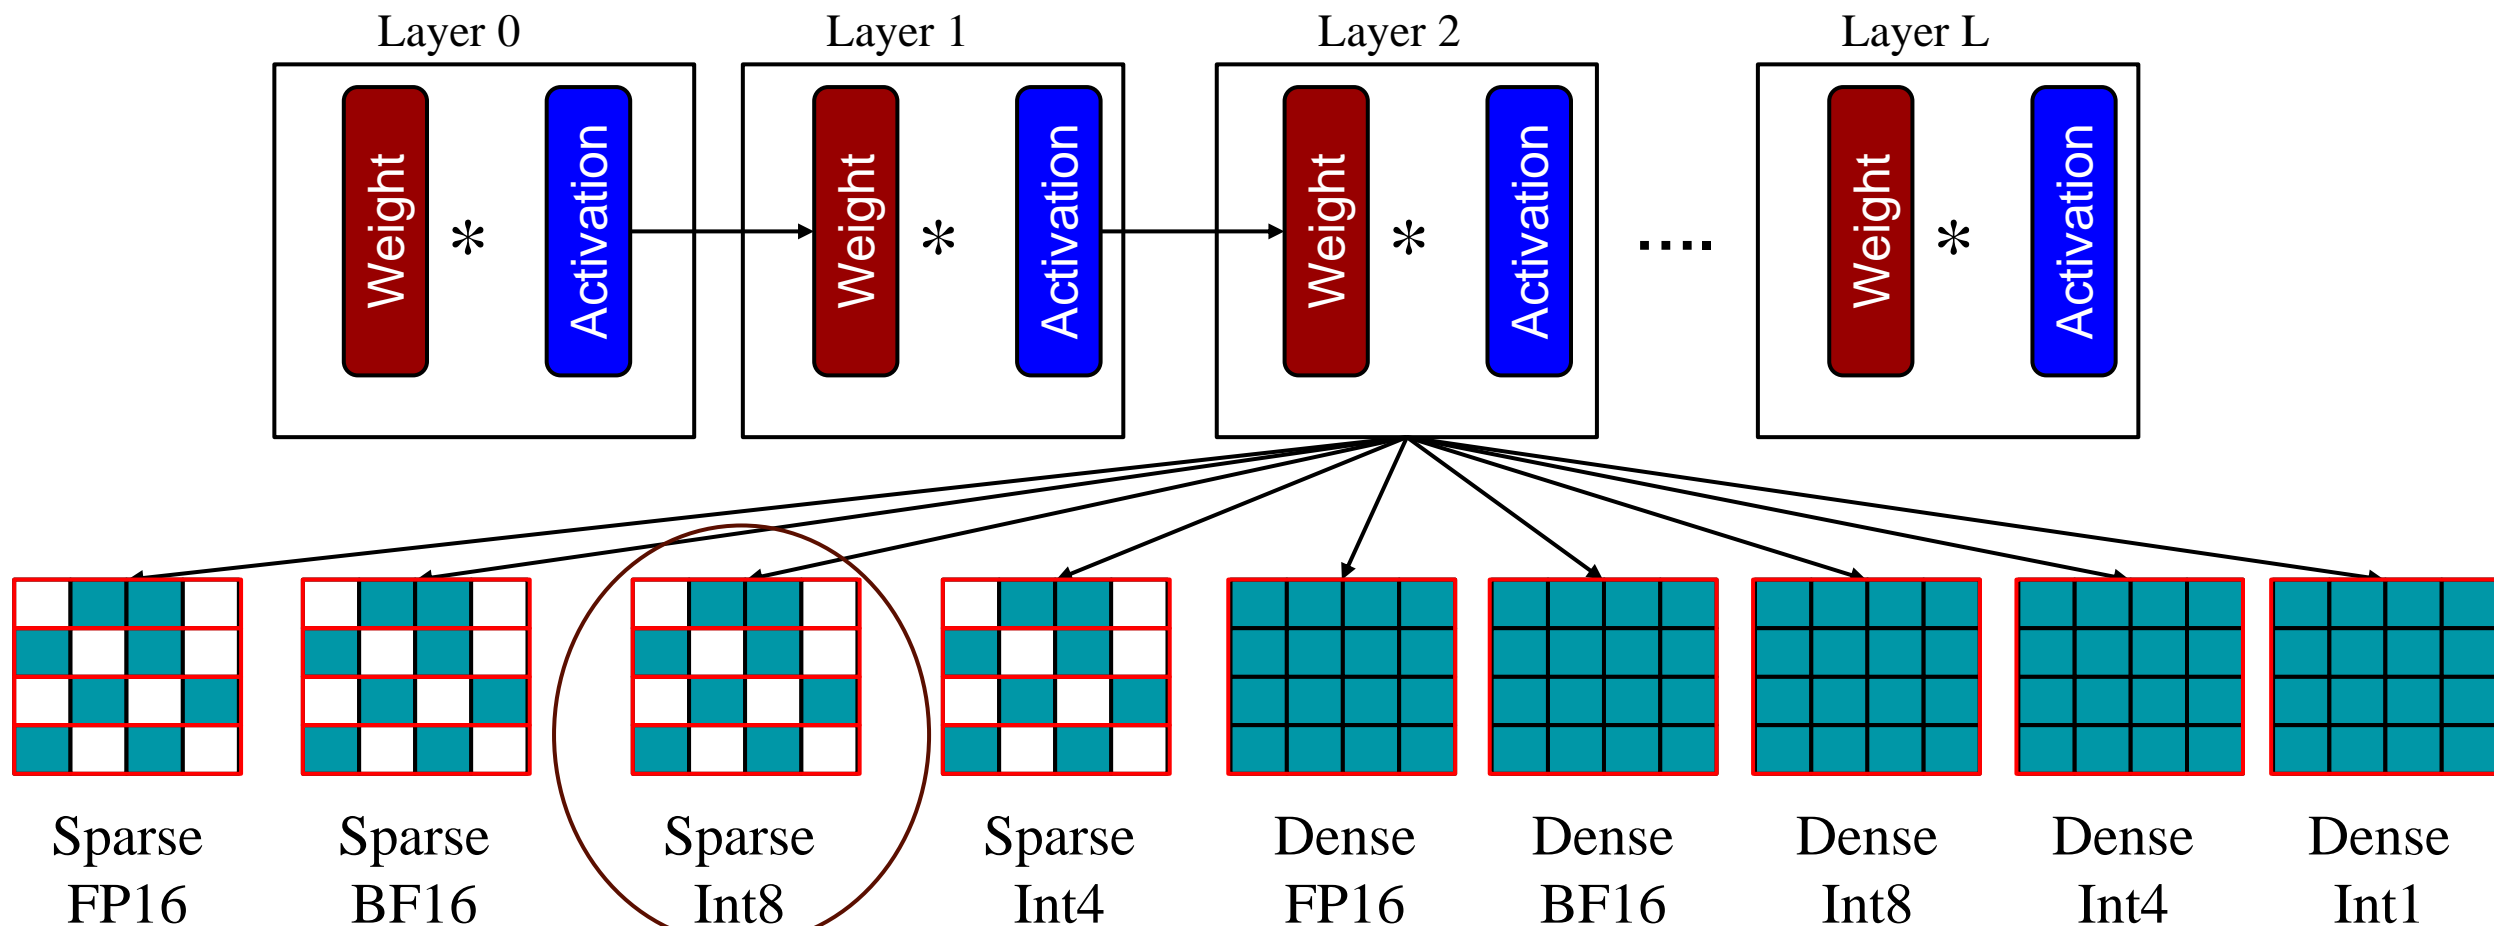 Layer 0
Layer 1
Layer 2
Layer L
Weight
*
Activation
Weight
*
Activation
Weight
*
Activation
....
Weight
*
Activation
Sparse
FP16
Sparse
BF16
Sparse
Int8
Sparse
Int4
Dense
FP16
Dense
BF16
Dense
Int8
Dense
Int4
Dense
Int1